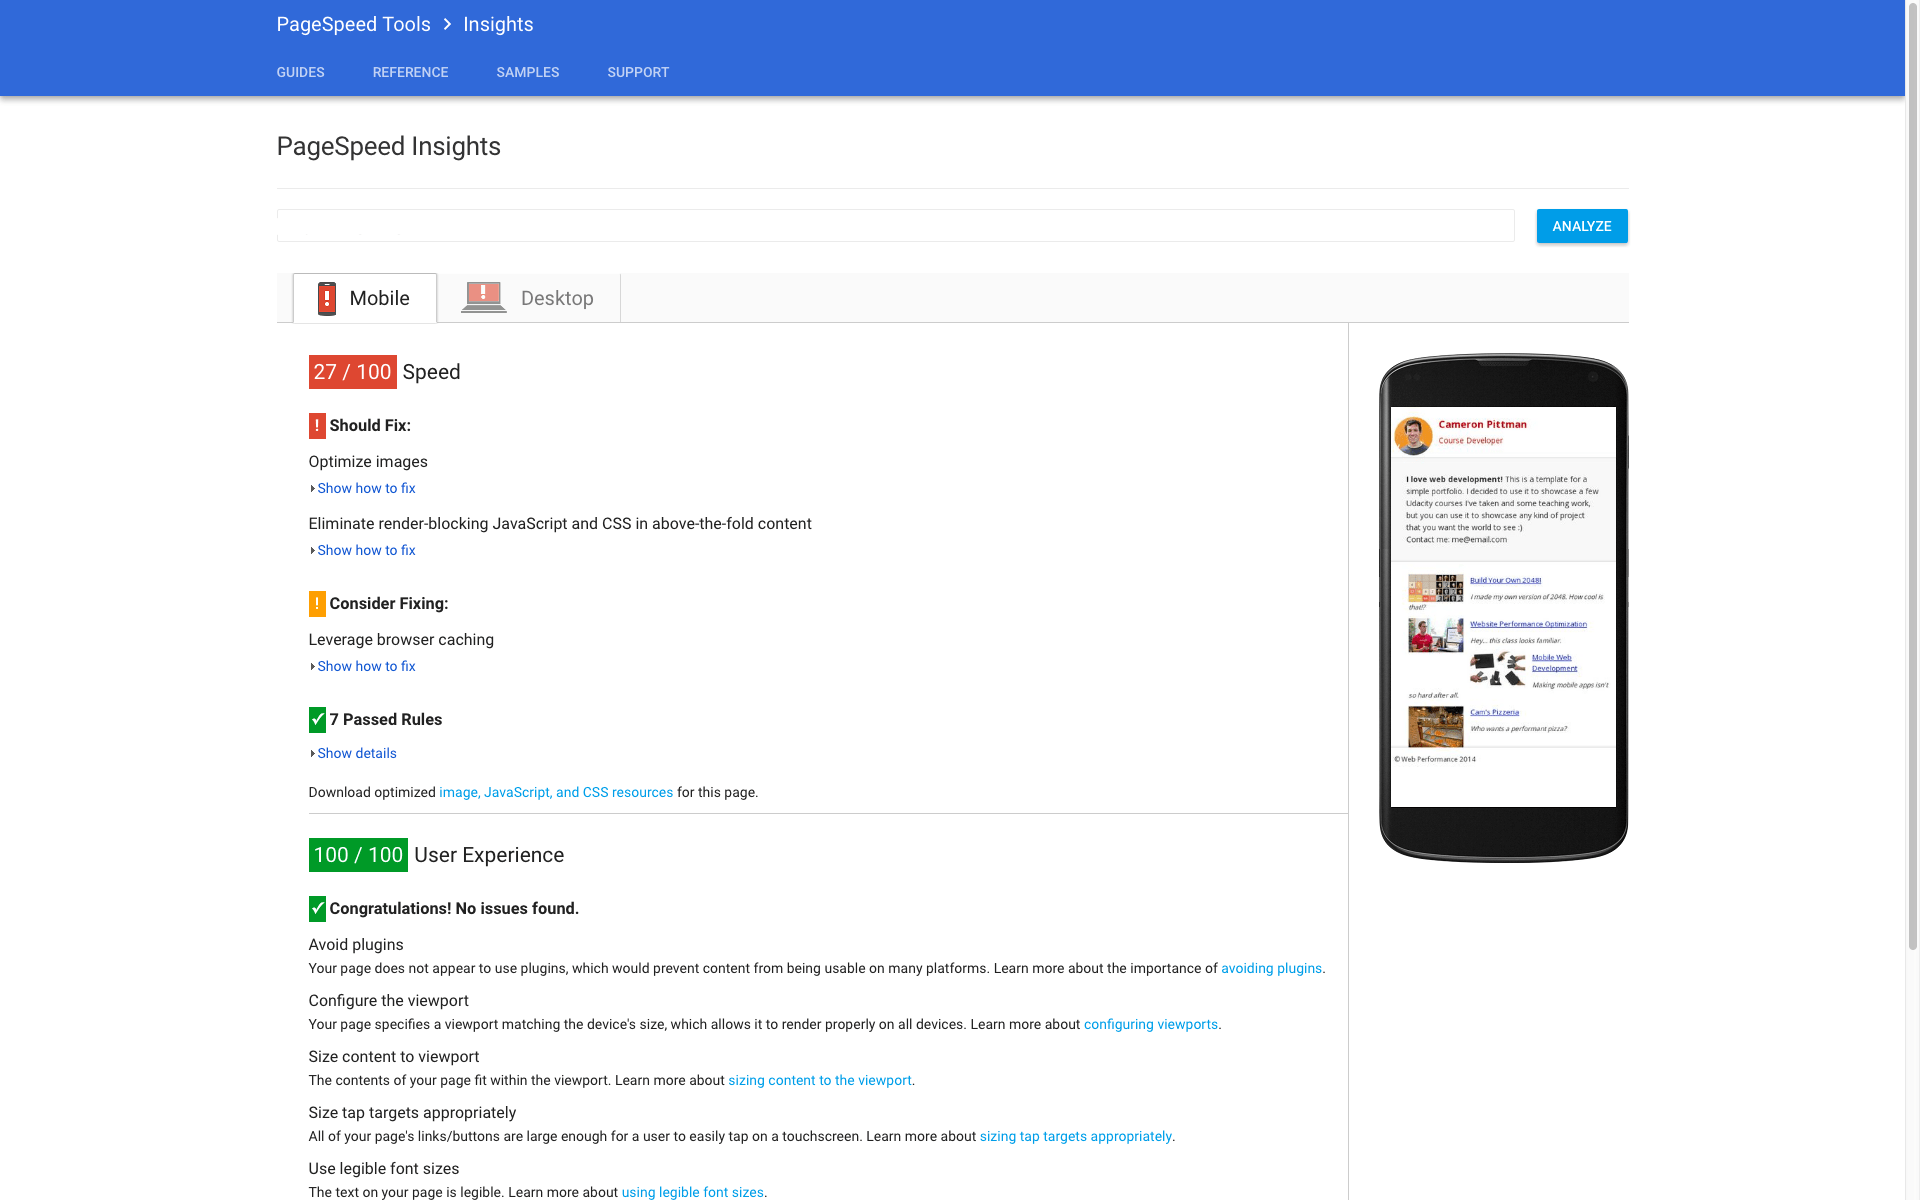 PageSpeed Tools > Insights
GUIDES REFERENCE SAMPLES SUPPORT
PageSpeed Insights
ANALYZE
Mobile Desktop
27 / 100 Speed
! Should Fix:
Optimize images
Show how to fix
Eliminate render-blocking JavaScript and CSS in above-the-fold content
Show how to fix
! Consider Fixing:
Leverage browser caching
Show how to fix
✓ 7 Passed Rules
Show details
Download optimized image, JavaScript, and CSS resources for this page.
100 / 100 User Experience
✓ Congratulations! No issues found.
Avoid plugins
Your page does not appear to use plugins, which would prevent content from being usable on many platforms. Learn more about the importance of avoiding plugins.
Configure the viewport
Your page specifies a viewport matching the device's size, which allows it to render properly on all devices. Learn more about configuring viewports.
Size content to viewport
The contents of your page fit within the viewport. Learn more about sizing content to the viewport.
Size tap targets appropriately
All of your page's links/buttons are large enough for a user to easily tap on a touchscreen. Learn more about sizing tap targets appropriately.
Use legible font sizes
The text on your page is legible. Learn more about using legible font sizes.
Cameron Pittman
Course Developer
I love web development! This is a template for a
simple portfolio. I decided to use it to showcase a few
Udacity courses I've taken and some teaching work,
but you can use it to showcase any kind of project
that you want the world to see :)
Contact me: me@email.com
Build Your Own 2048!
I made my own version of 2048. How cool is
that!?
Website Performance Optimization
Hey... this class looks familiar.
Mobile Web
Development
Making mobile apps isn't
so hard after all.
Cam's Pizzeria
Who wants a performant pizza?
© Web Performance 2014